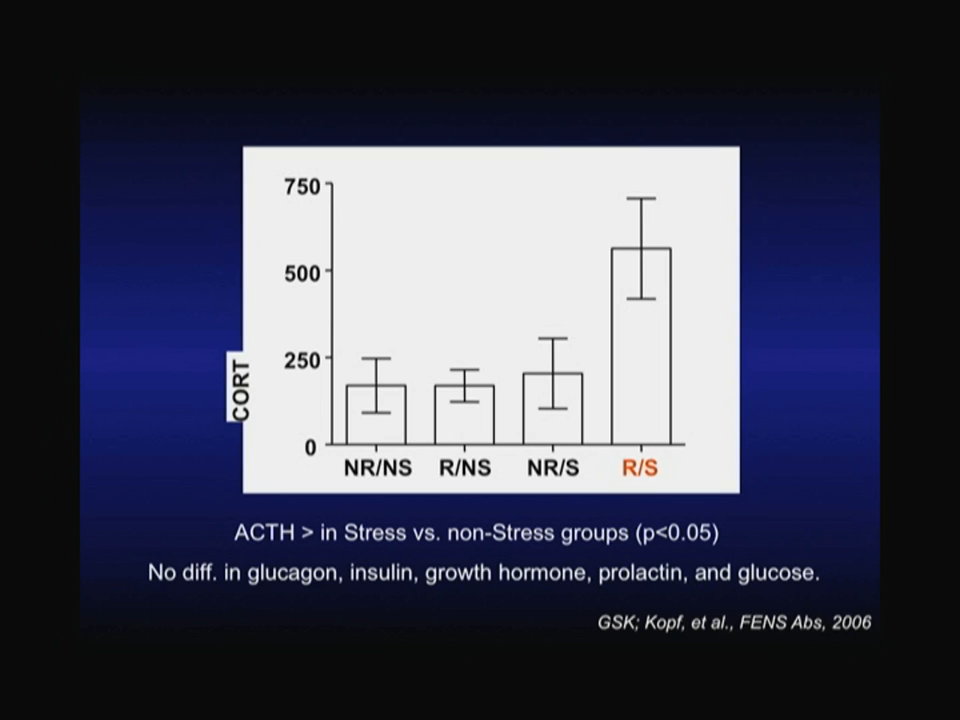 750
500
250
0
CORT
NR/NS R/NS NR/S R/S
ACTH > in Stress vs. non-Stress groups (p<0.05)
No diff. in glucagon, insulin, growth hormone, prolactin, and glucose.
GSK; Kopf, et al., FENS Abs, 2006